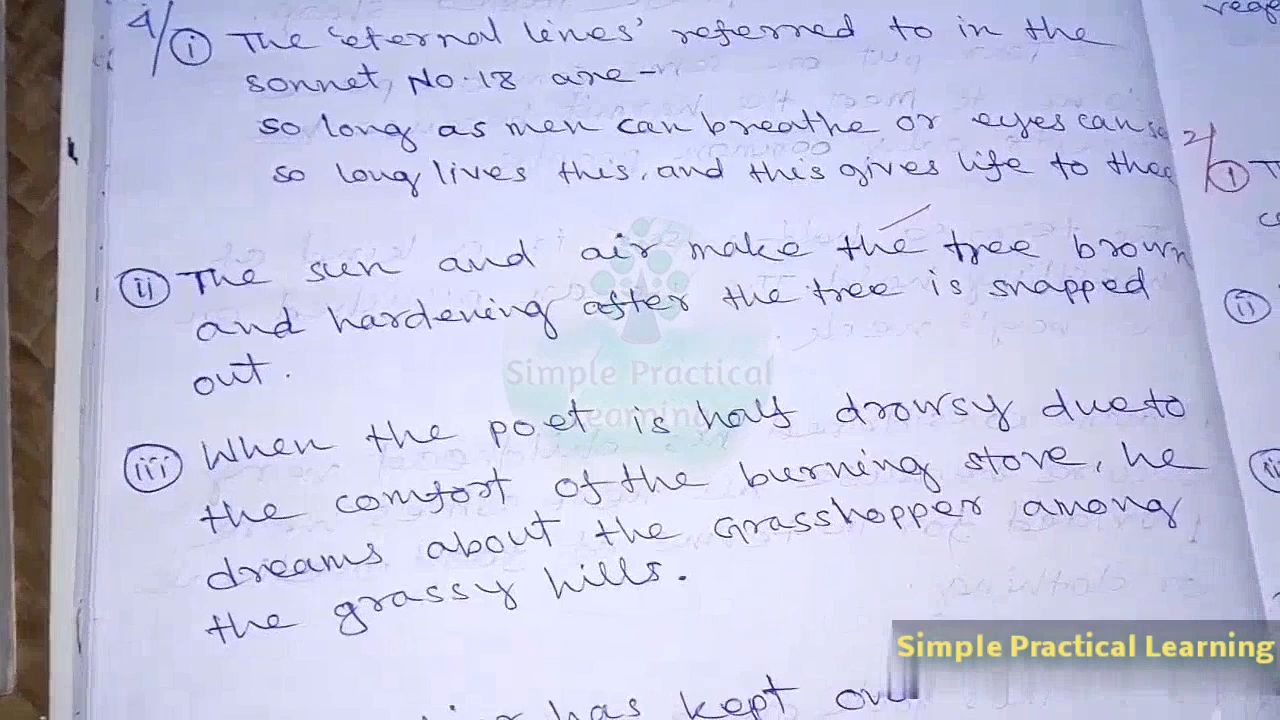 4/ (i) The 'eternal lines' referred to in the
sonnet, No. 18 are -
so long as men can breathe or eyes can se
so long lives this, and this gives life to thee
(ii) The sun and air make the tree brown
and hardening after the tree is snapped
out.
(iii) When the poet is half drowsy due to
the comfort of the burning stove, he
dreams about the Grasshopper among
the grassy hills.
has kept ov
2/
(i) T
(ii)
Simple Practical
Learning
Simple Practical Learning